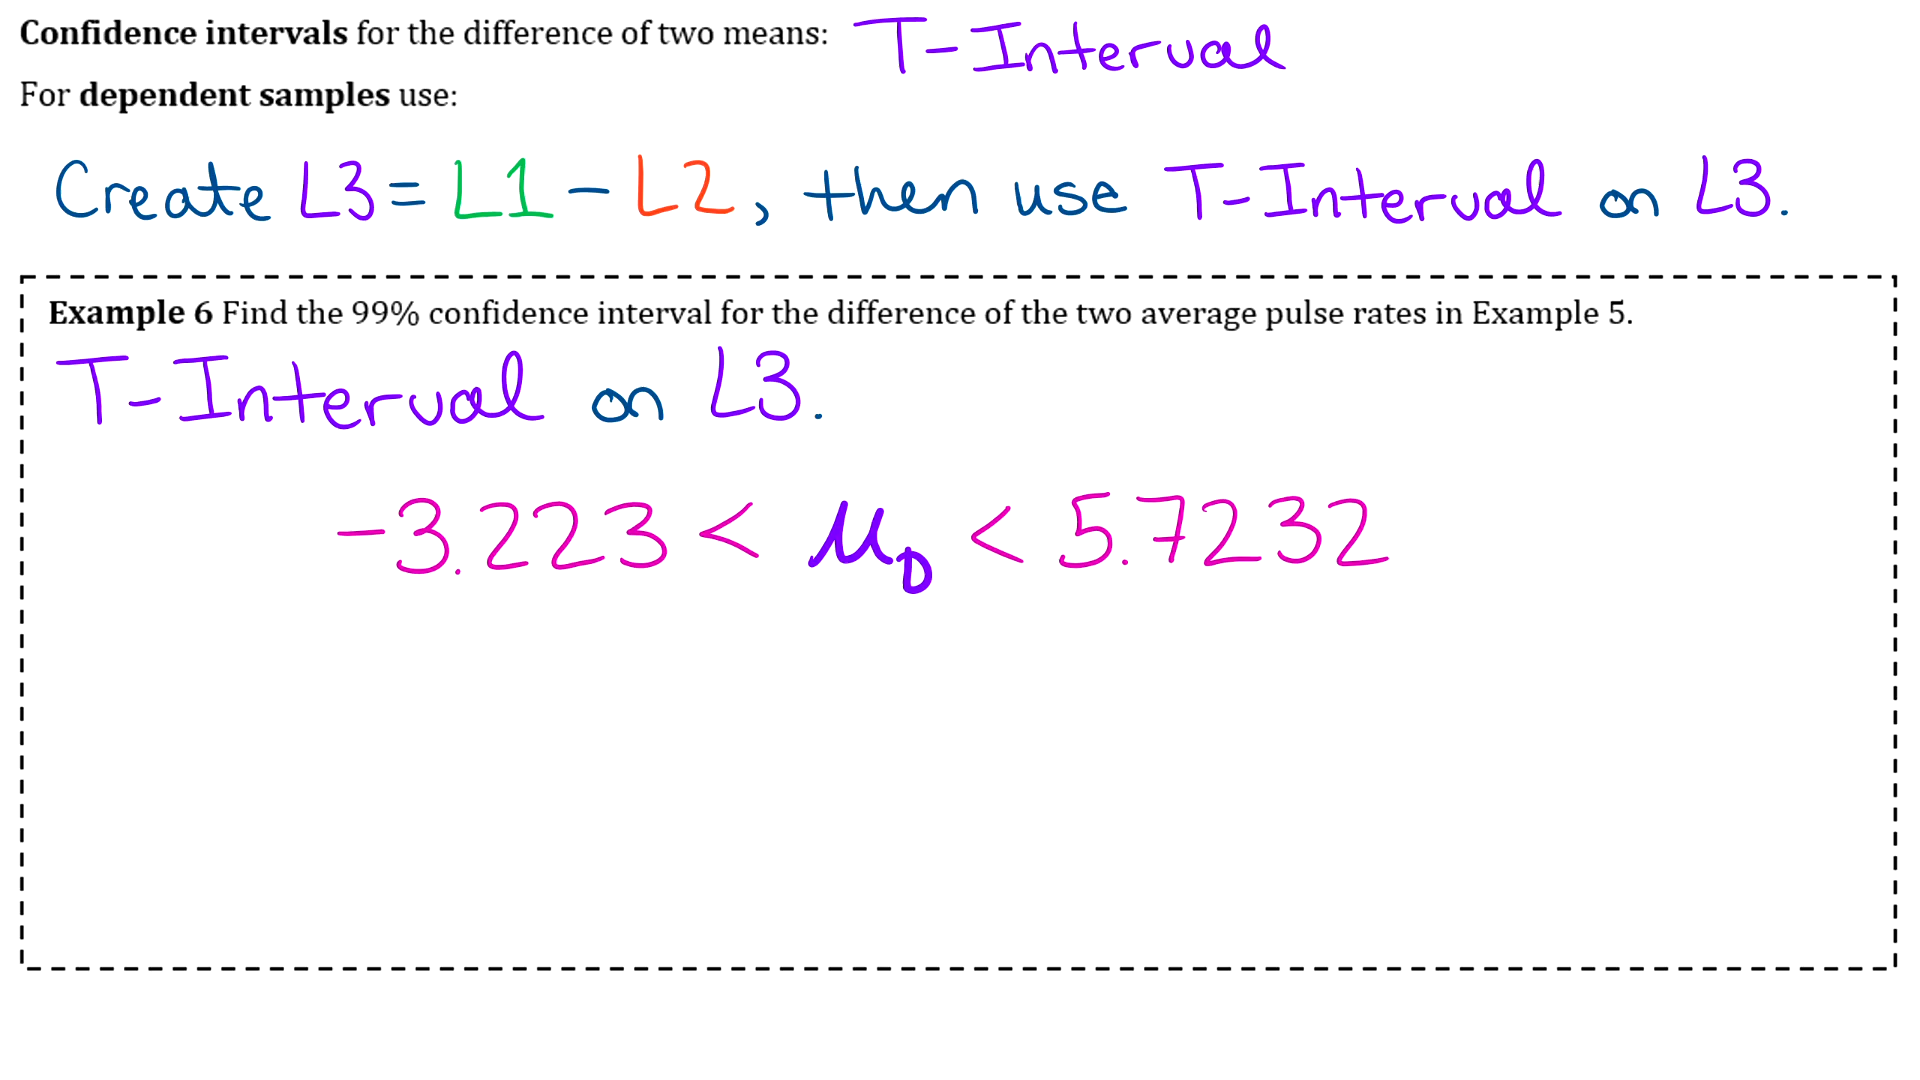 Confidence intervals for the difference of two means: T-Interval
For dependent samples use:
Create L3 = L1 - L2, then use T-Interval on L3.
Example 6 Find the 99% confidence interval for the difference of the two average pulse rates in Example 5.
T-Interval on L3.
-3.223 < μ_D < 5.7232